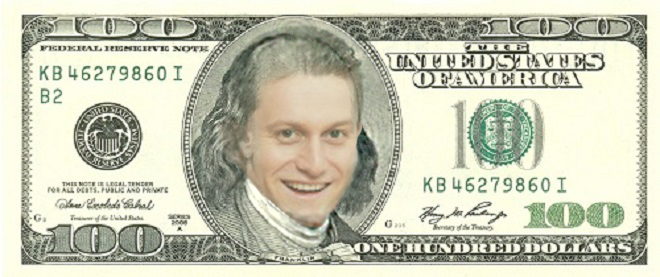 100 100
FEDERAL RESERVE NOTE
THE
UNITED STATES
OF AMERICA
KB 46279860 I
B2
100
THIS NOTE IS LEGAL TENDER
FOR ALL DEBTS, PUBLIC AND PRIVATE
KB 46279860 I
Treasurer of the United States.
SERIES
2006
A
Secretary of the Treasury.
100
100
FRANKLIN
ONE HUNDRED DOLLARS